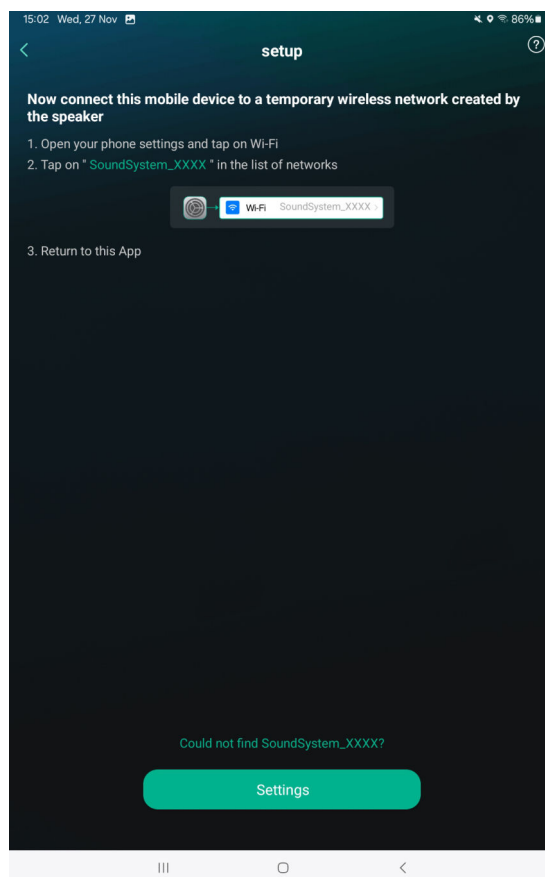 15:02 Wed, 27 Nov
86%
setup
?
Now connect this mobile device to a temporary wireless network created by
the speaker
1. Open your phone settings and tap on Wi-Fi
2. Tap on " SoundSystem_XXXX " in the list of networks
Wi-Fi SoundSystem_XXXX
3. Return to this App
Could not find SoundSystem_XXXX?
Settings